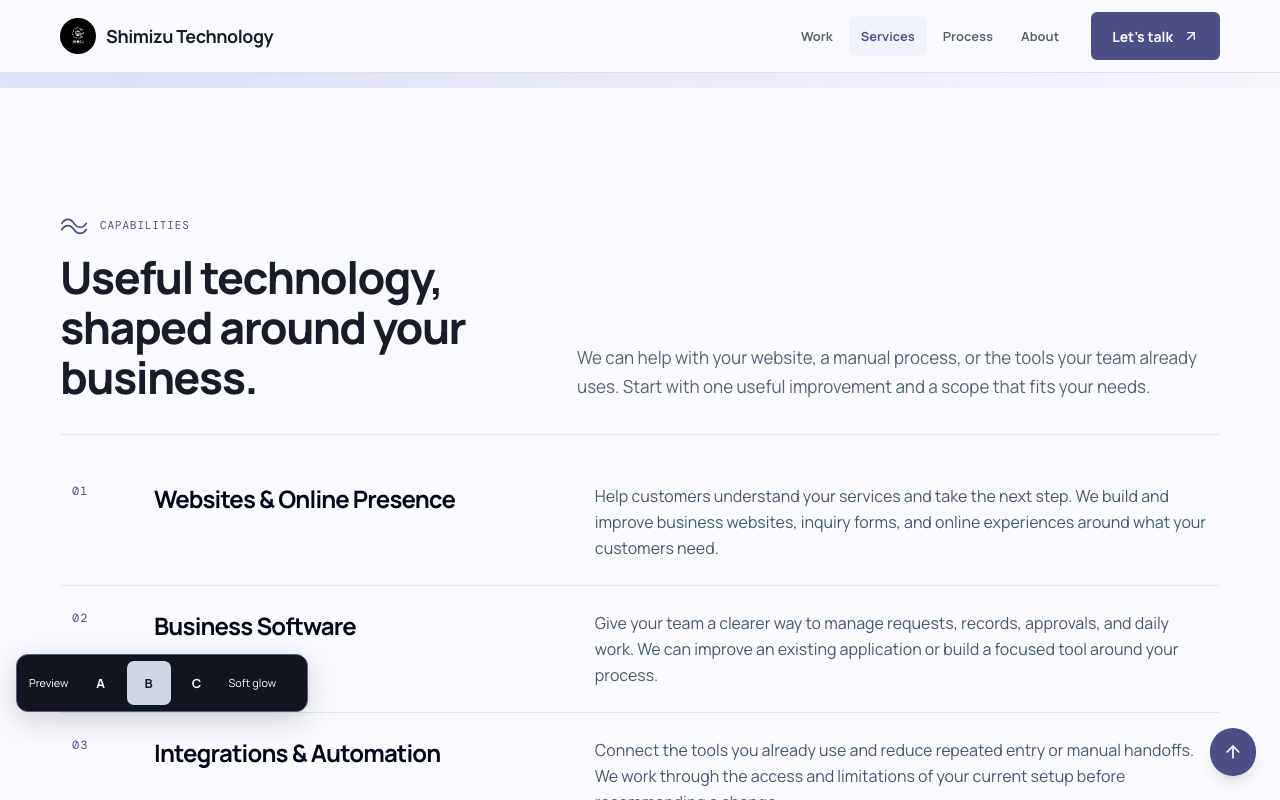 Shimizu Technology
Work
Services
Process
About
Let's talk
CAPABILITIES
Useful technology,
shaped around your
business.
We can help with your website, a manual process, or the tools your team already
uses. Start with one useful improvement and a scope that fits your needs.
01
Websites & Online Presence
Help customers understand your services and take the next step. We build and
improve business websites, inquiry forms, and online experiences around what your
customers need.
02
Business Software
Give your team a clearer way to manage requests, records, approvals, and daily
work. We can improve an existing application or build a focused tool around your
process.
Preview
A
B
C
Soft glow
03
Integrations & Automation
Connect the tools you already use and reduce repeated entry or manual handoffs.
We work through the access and limitations of your current setup before
recommending a change.